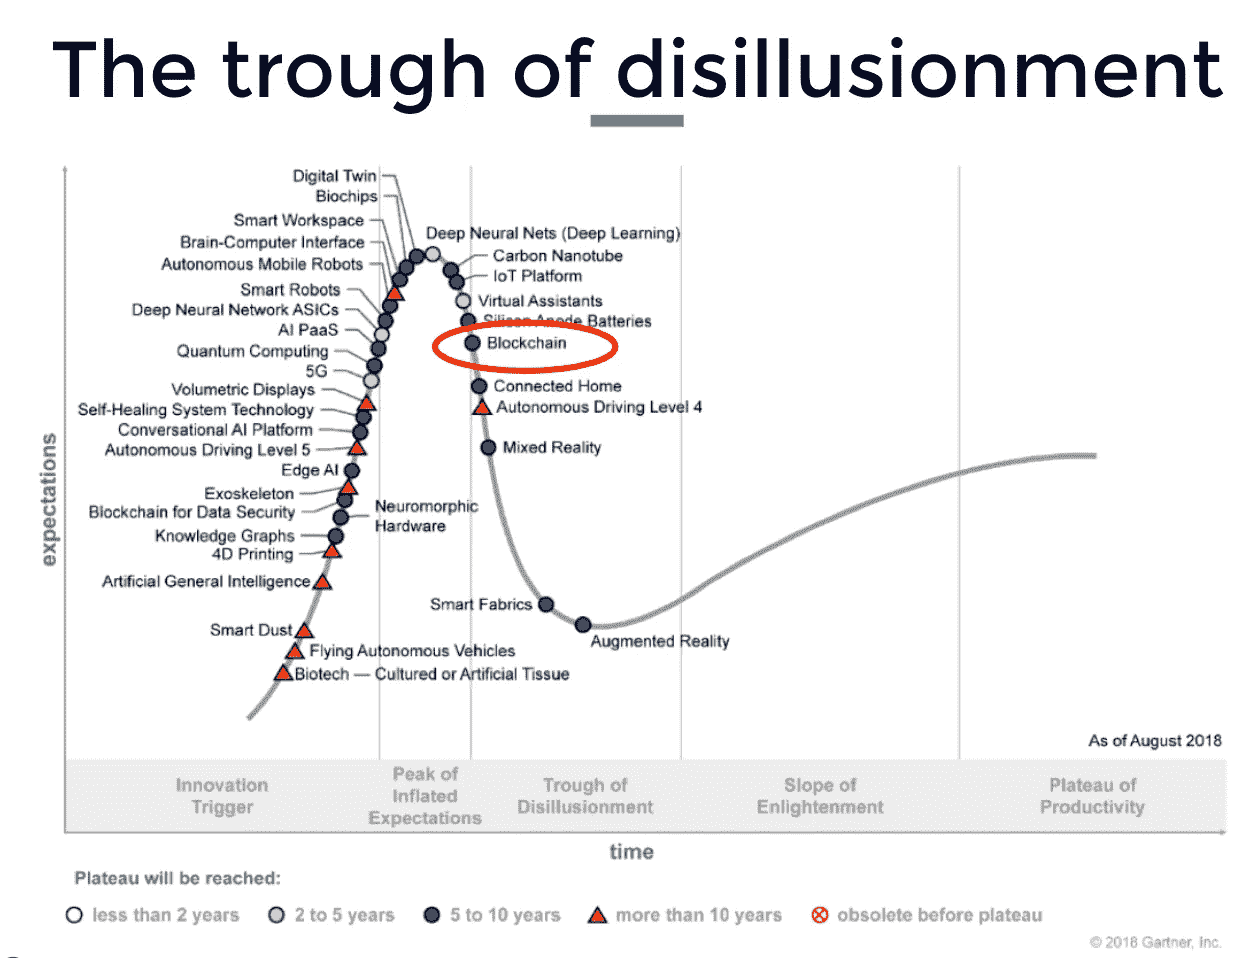 The trough of disillusionment
Digital Twin
Biochips
Smart Workspace
Brain-Computer Interface
Autonomous Mobile Robots
Smart Robots
Deep Neural Network ASICs
AI PaaS
Quantum Computing
5G
Volumetric Displays
Self-Healing System Technology
Conversational AI Platform
Autonomous Driving Level 5
Edge AI
Exoskeleton
Blockchain for Data Security
Neuromorphic
Hardware
Knowledge Graphs
4D Printing
Artificial General Intelligence
Smart Dust
Flying Autonomous Vehicles
Biotech — Cultured or Artificial Tissue
Deep Neural Nets (Deep Learning)
Carbon Nanotube
IoT Platform
Virtual Assistants
Silicon Anode Batteries
Blockchain
Connected Home
Autonomous Driving Level 4
Mixed Reality
Smart Fabrics
Augmented Reality
expectations
As of August 2018
Innovation
Trigger
Peak of
Inflated
Expectations
Trough of
Disillusionment
Slope of
Enlightenment
Plateau of
Productivity
time
Plateau will be reached:
less than 2 years
2 to 5 years
5 to 10 years
more than 10 years
obsolete before plateau
© 2018 Gartner, Inc.